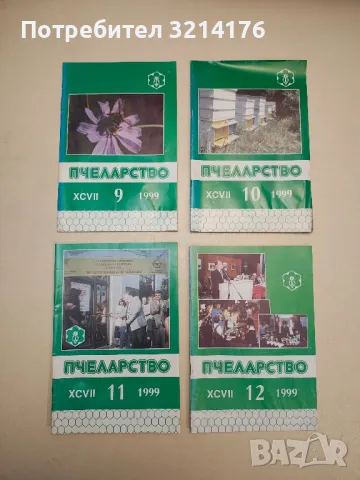 Потребител 3214176
ПЧЕЛАРСТВО
XCVII 9 1999
ПЧЕЛАРСТВО
XCVII 10 1999
ПЧЕЛАРСТВО
XCVII 11 1999
ПЧЕЛАРСТВО
XCVII 12 1999
BAZAR